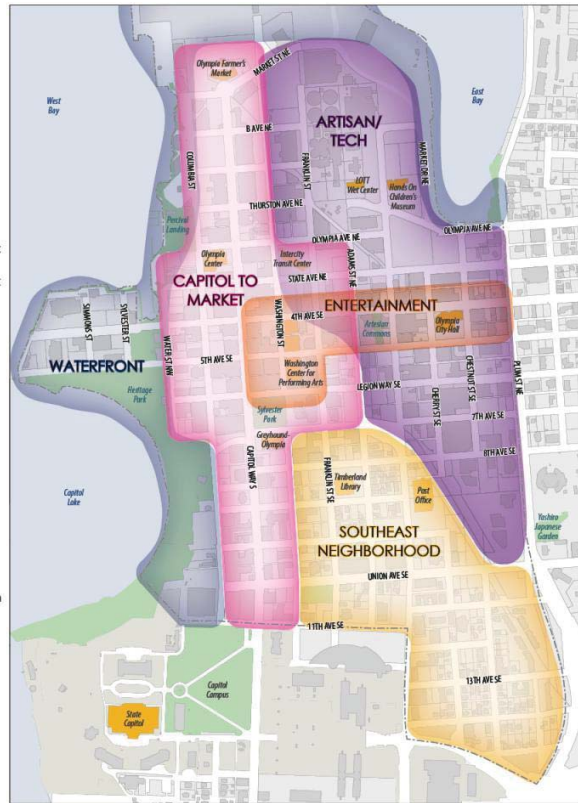 Olympia Farmer's
Market
MARKET ST NE
West
Bay
East
Bay
ARTISAN/
TECH
B AVE NE
COLUMBIA ST
FRANKLIN ST
MARKET DR NE
LOTT
Wet Center
Hands On
Children's
Museum
THURSTON AVE NE
Percival
Landing
OLYMPIA AVE NE
OLYMPIA AVE NE
Olympia
Center
Intercity
Transit Center
ADAMS ST NE
STATE AVE NE
CAPITOL TO
MARKET
SIMMONS ST
SYLVESTER ST
ENTERTAINMENT
WASHINGTON ST
4TH AVE SE
Artesian
Commons
Olympia
City Hall
WATERFRONT
WATER ST NW
5TH AVE SE
Washington
Center for
Performing Arts
PLUM ST NE
CHESTNUT ST SE
LEGION WAY SE
CHERRY ST SE
Heritage
Park
7TH AVE SE
Sylvester
Park
8TH AVE SE
Greyhound-
Olympia
CAPITOL WAY S
FRANKLIN ST SE
Timberland
Library
Post
Office
Capitol
Lake
Yashiro
Japanese
Garden
SOUTHEAST
NEIGHBORHOOD
UNION AVE SE
11TH AVE SE
13TH AVE SE
Capitol
Campus
State
Capitol